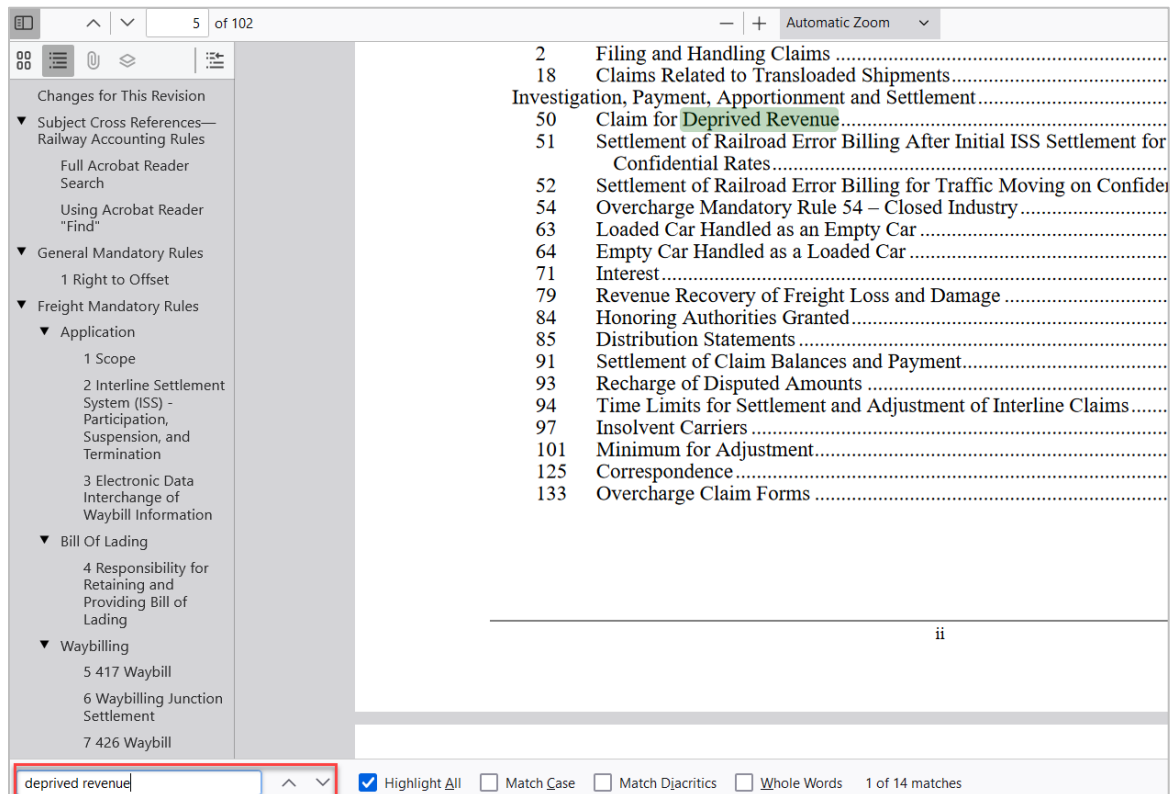 5 of 102
Automatic Zoom
Changes for This Revision
Subject Cross References—
Railway Accounting Rules
Full Acrobat Reader
Search
Using Acrobat Reader
"Find"
General Mandatory Rules
1 Right to Offset
Freight Mandatory Rules
Application
1 Scope
2 Interline Settlement
System (ISS) -
Participation,
Suspension, and
Termination
3 Electronic Data
Interchange of
Waybill Information
Bill Of Lading
4 Responsibility for
Retaining and
Providing Bill of
Lading
Waybilling
5 417 Waybill
6 Waybilling Junction
Settlement
7 426 Waybill
2 Filing and Handling Claims
18 Claims Related to Transloaded Shipments
Investigation, Payment, Apportionment and Settlement
50 Claim for Deprived Revenue
51 Settlement of Railroad Error Billing After Initial ISS Settlement for
Confidential Rates
52 Settlement of Railroad Error Billing for Traffic Moving on Confide
54 Overcharge Mandatory Rule 54 – Closed Industry
63 Loaded Car Handled as an Empty Car
64 Empty Car Handled as a Loaded Car
71 Interest
79 Revenue Recovery of Freight Loss and Damage
84 Honoring Authorities Granted
85 Distribution Statements
91 Settlement of Claim Balances and Payment
93 Recharge of Disputed Amounts
94 Time Limits for Settlement and Adjustment of Interline Claims
97 Insolvent Carriers
101 Minimum for Adjustment
125 Correspondence
133 Overcharge Claim Forms
ii
deprived revenue
Highlight All Match Case Match Diacritics Whole Words 1 of 14 matches